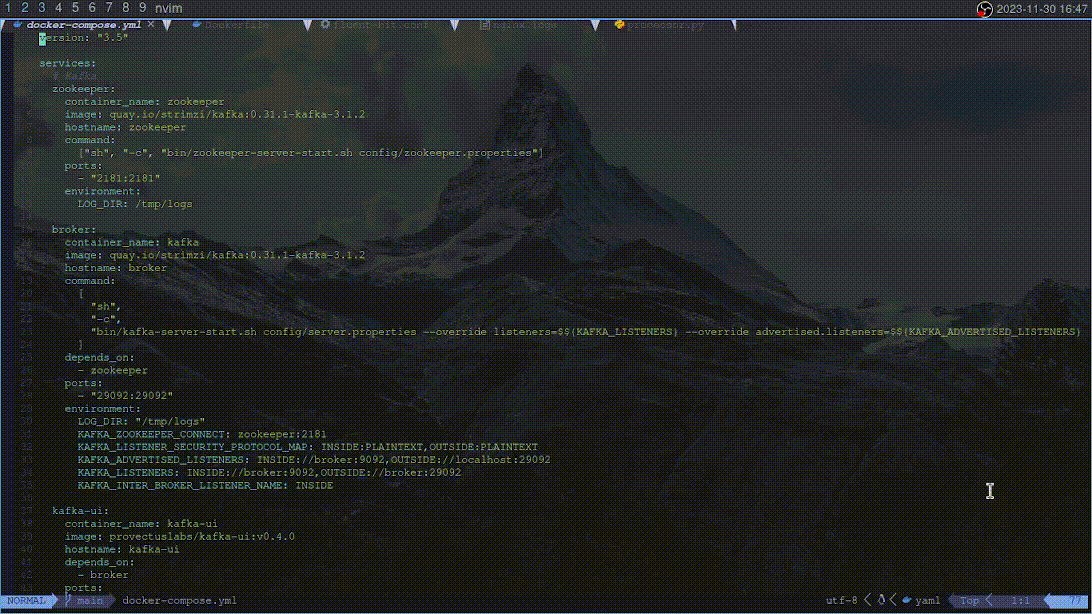 1 2 3 4 5 6 7 8 9 nvim 2023-11-30 16:47
docker-compose.yml × Dockerfile fluent-bit.conf nginx.logs processor.py
version: "3.5"
services:
# Kafka
zookeeper:
container_name: zookeeper
image: quay.io/strimzi/kafka:0.31.1-kafka-3.1.2
hostname: zookeeper
command:
["sh", "-c", "bin/zookeeper-server-start.sh config/zookeeper.properties"]
ports:
- "2181:2181"
environment:
LOG_DIR: /tmp/logs
broker:
container_name: kafka
image: quay.io/strimzi/kafka:0.31.1-kafka-3.1.2
hostname: broker
command:
[
"sh",
"-c",
"bin/kafka-server-start.sh config/server.properties --override listeners=$${KAFKA_LISTENERS} --override advertised.listeners=$${KAFKA_ADVERTISED_LISTENERS}
]
depends_on:
- zookeeper
ports:
- "29092:29092"
environment:
LOG_DIR: "/tmp/logs"
KAFKA_ZOOKEEPER_CONNECT: zookeeper:2181
KAFKA_LISTENER_SECURITY_PROTOCOL_MAP: INSIDE:PLAINTEXT,OUTSIDE:PLAINTEXT
KAFKA_ADVERTISED_LISTENERS: INSIDE://broker:9092,OUTSIDE://localhost:29092
KAFKA_LISTENERS: INSIDE://broker:9092,OUTSIDE://broker:29092
KAFKA_INTER_BROKER_LISTENER_NAME: INSIDE
kafka-ui:
container_name: kafka-ui
image: provectuslabs/kafka-ui:v0.4.0
hostname: kafka-ui
depends_on:
- broker
ports:
NORMAL main docker-compose.yml utf-8 yaml Top 1:1 77